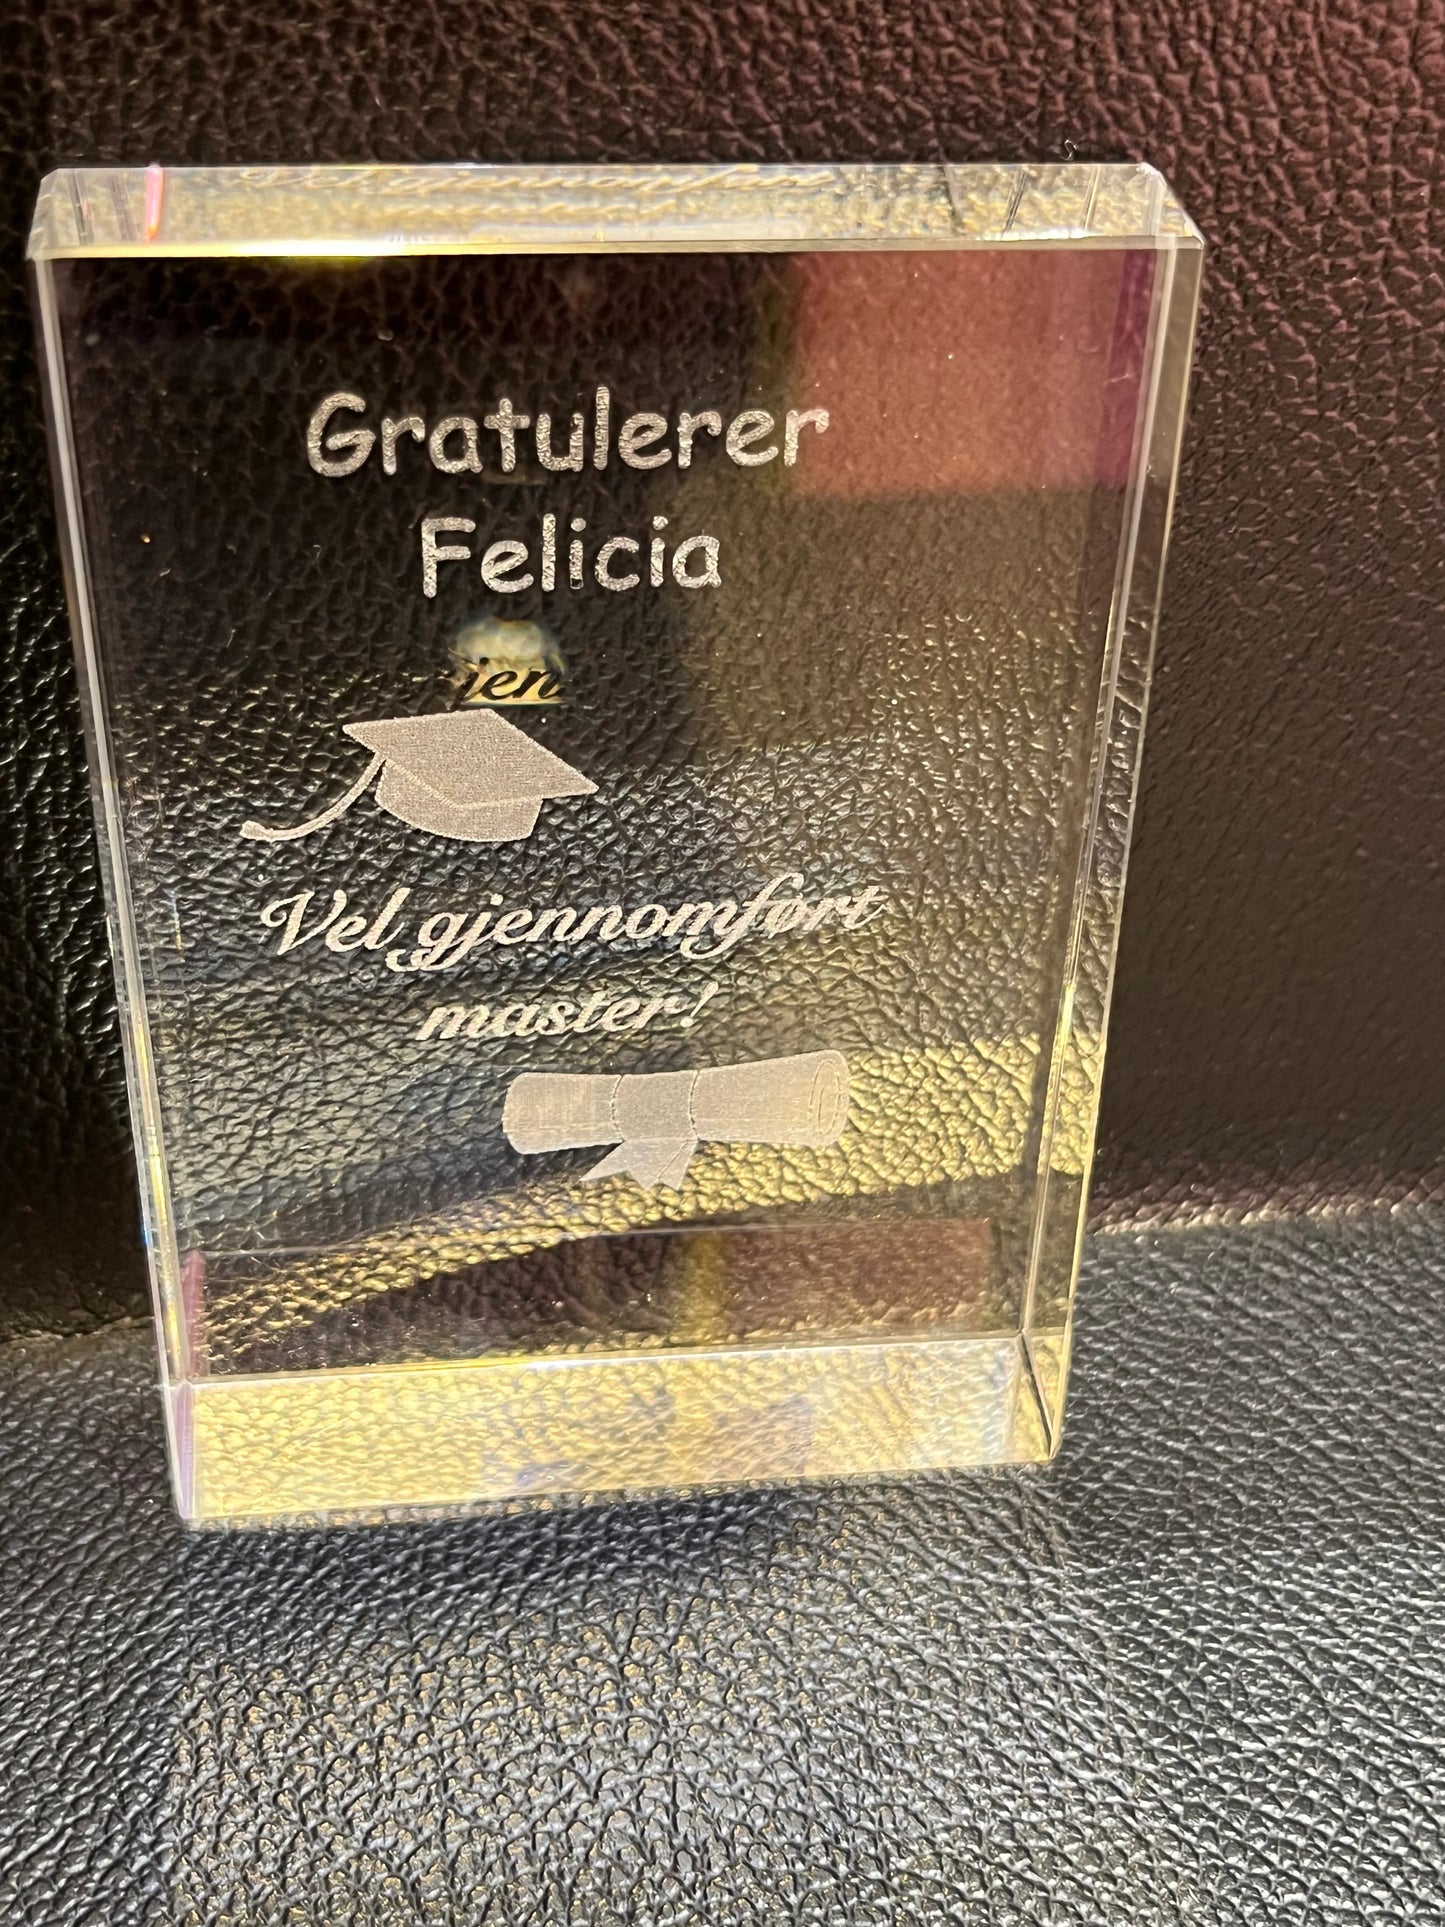 Gratulerer
Felicia
Vel gjennomført
master!